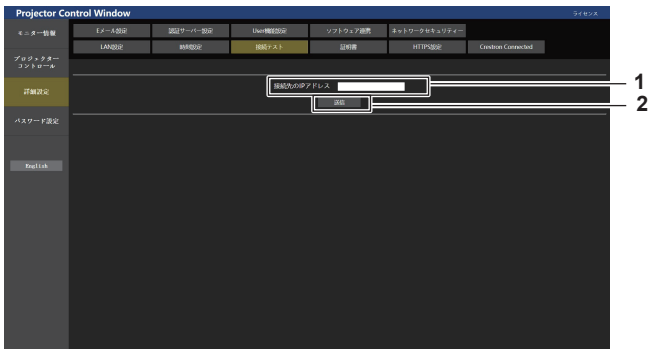 Projector Control Window
ライセンス
モニター情報
Eメール設定
認証サーバー設定
User機能設定
ソフトウェア連携
ネットワークセキュリティー
LAN設定
時刻設定
接続テスト
証明書
HTTPS設定
Crestron Connected
プロジェクター
コントロール
詳細設定
接続先のIPアドレス
1
送信
2
パスワード設定
English